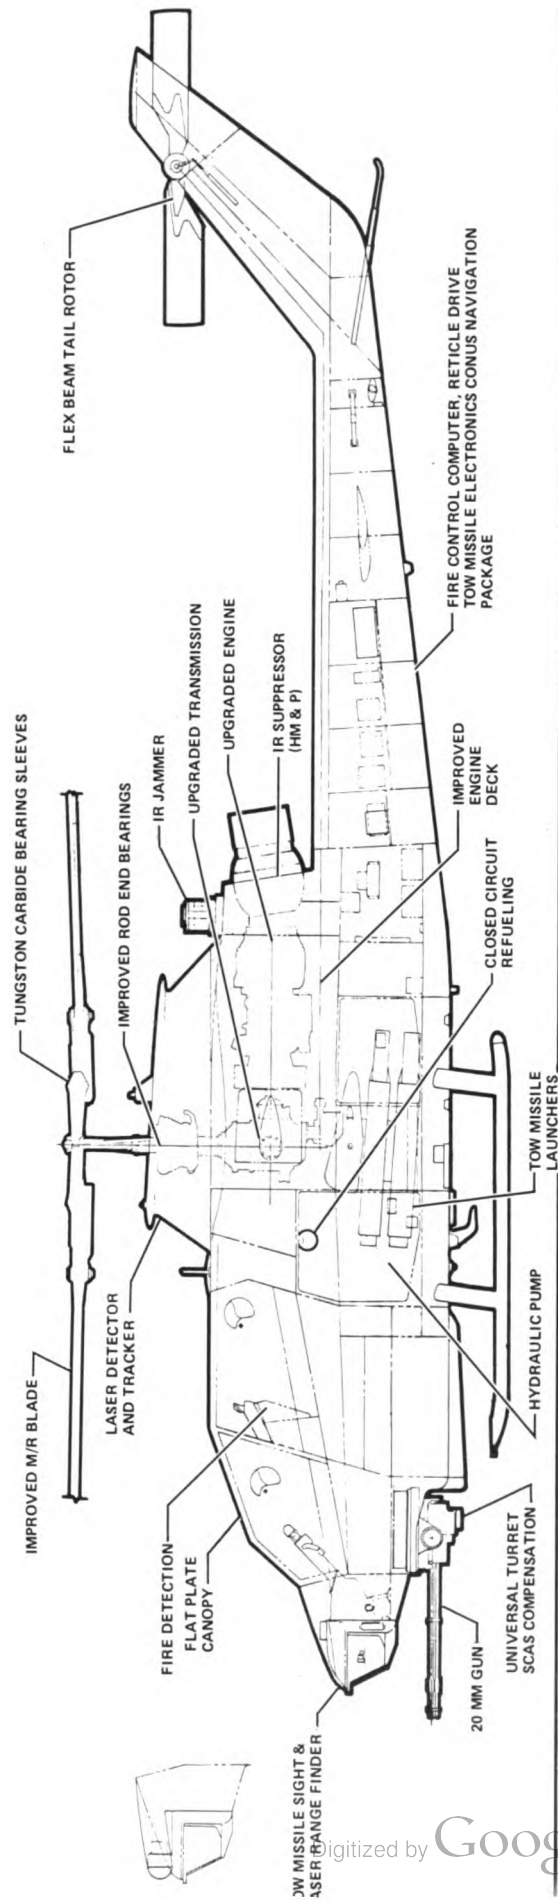 FLEX BEAM TAIL ROTOR
TUNGSTON CARBIDE BEARING SLEEVES
IMPROVED ROD END BEARINGS
IR JAMMER
UPGRADED TRANSMISSION
UPGRADED ENGINE
IR SUPPRESSOR
(HM & P)
IMPROVED M/R BLADE
LASER DETECTOR
AND TRACKER
FIRE DETECTION
FLAT PLATE
CANOPY
OW MISSILE SIGHT &
ASER RANGE FINDER
20 MM GUN
UNIVERSAL TURRET
SCAS COMPENSATION
HYDRAULIC PUMP
TOW MISSILE
LAUNCHERS
CLOSED CIRCUIT
REFUELING
IMPROVED
ENGINE
DECK
FIRE CONTROL COMPUTER, RETICLE DRIVE
TOW MISSILE ELECTRONICS CONUS NAVIGATION
PACKAGE
Digitized by Goog